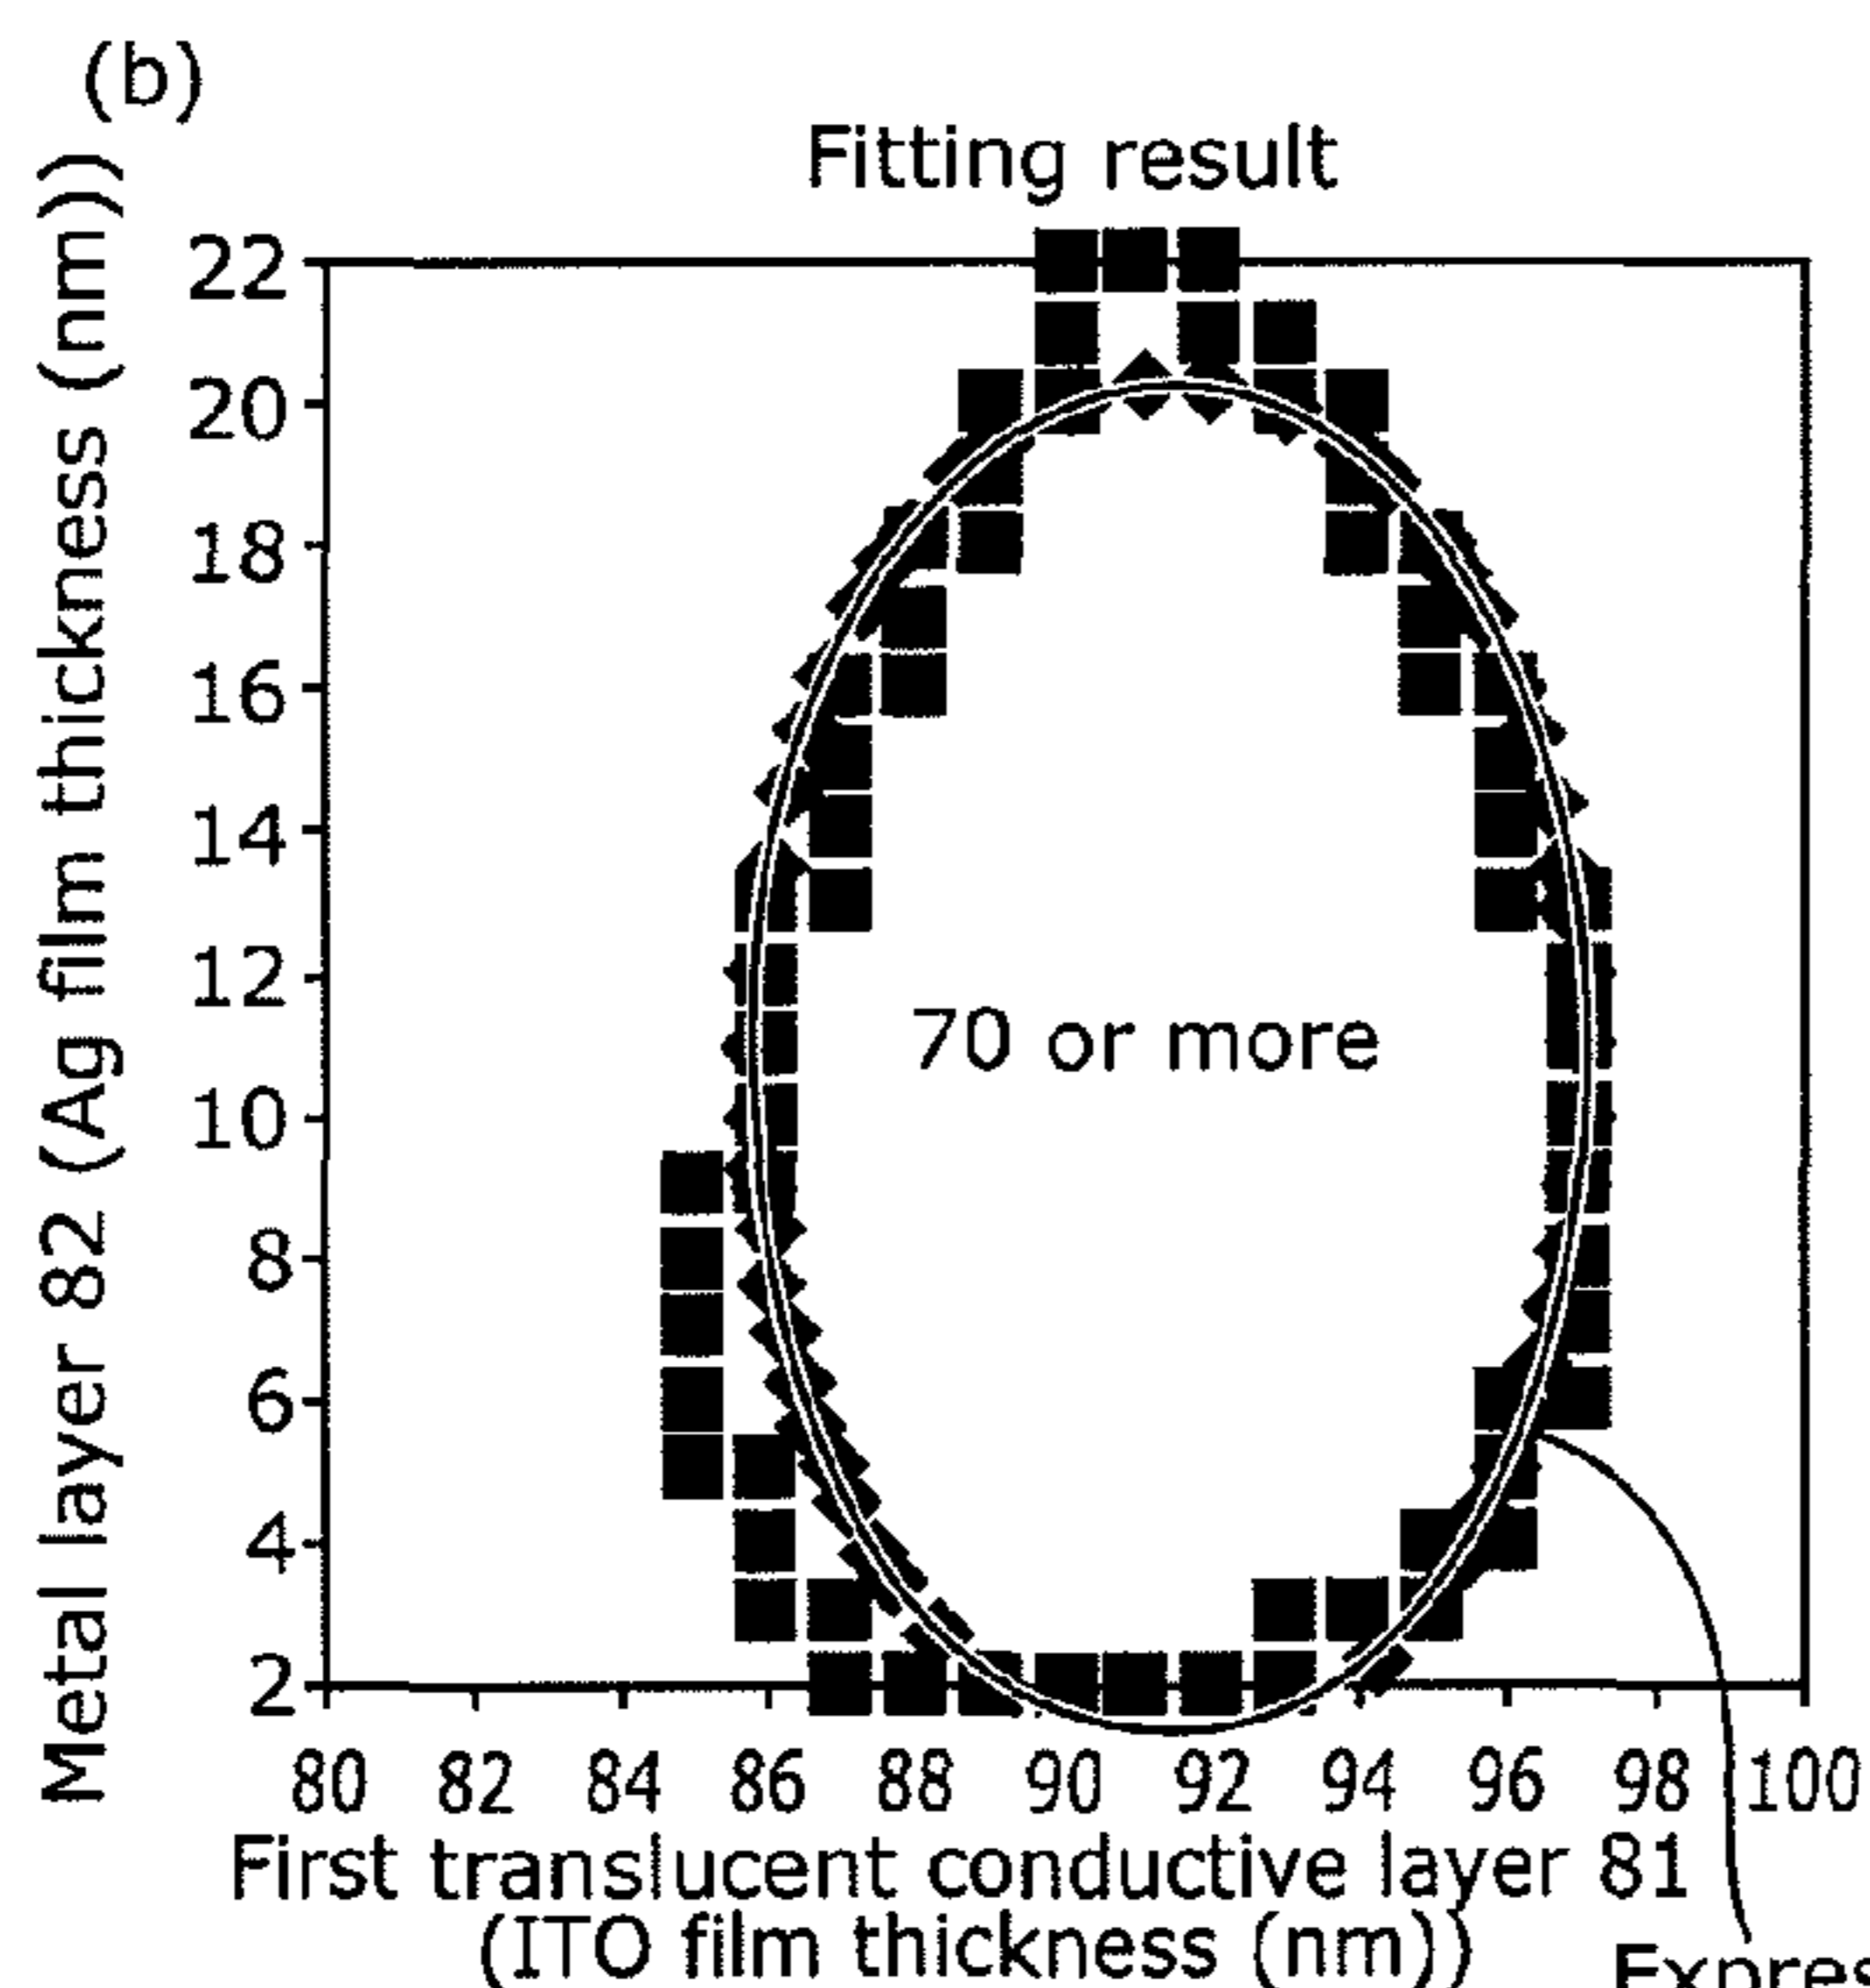 (b)
Fitting result
Metal layer 82 (Ag film thickness (nm))
22
20
18
16
14
12
10
8
6
4
2
70 or more
80 82 84 86 88 90 92 94 96 98 100
First translucent conductive layer 81
(ITO film thickness (nm))